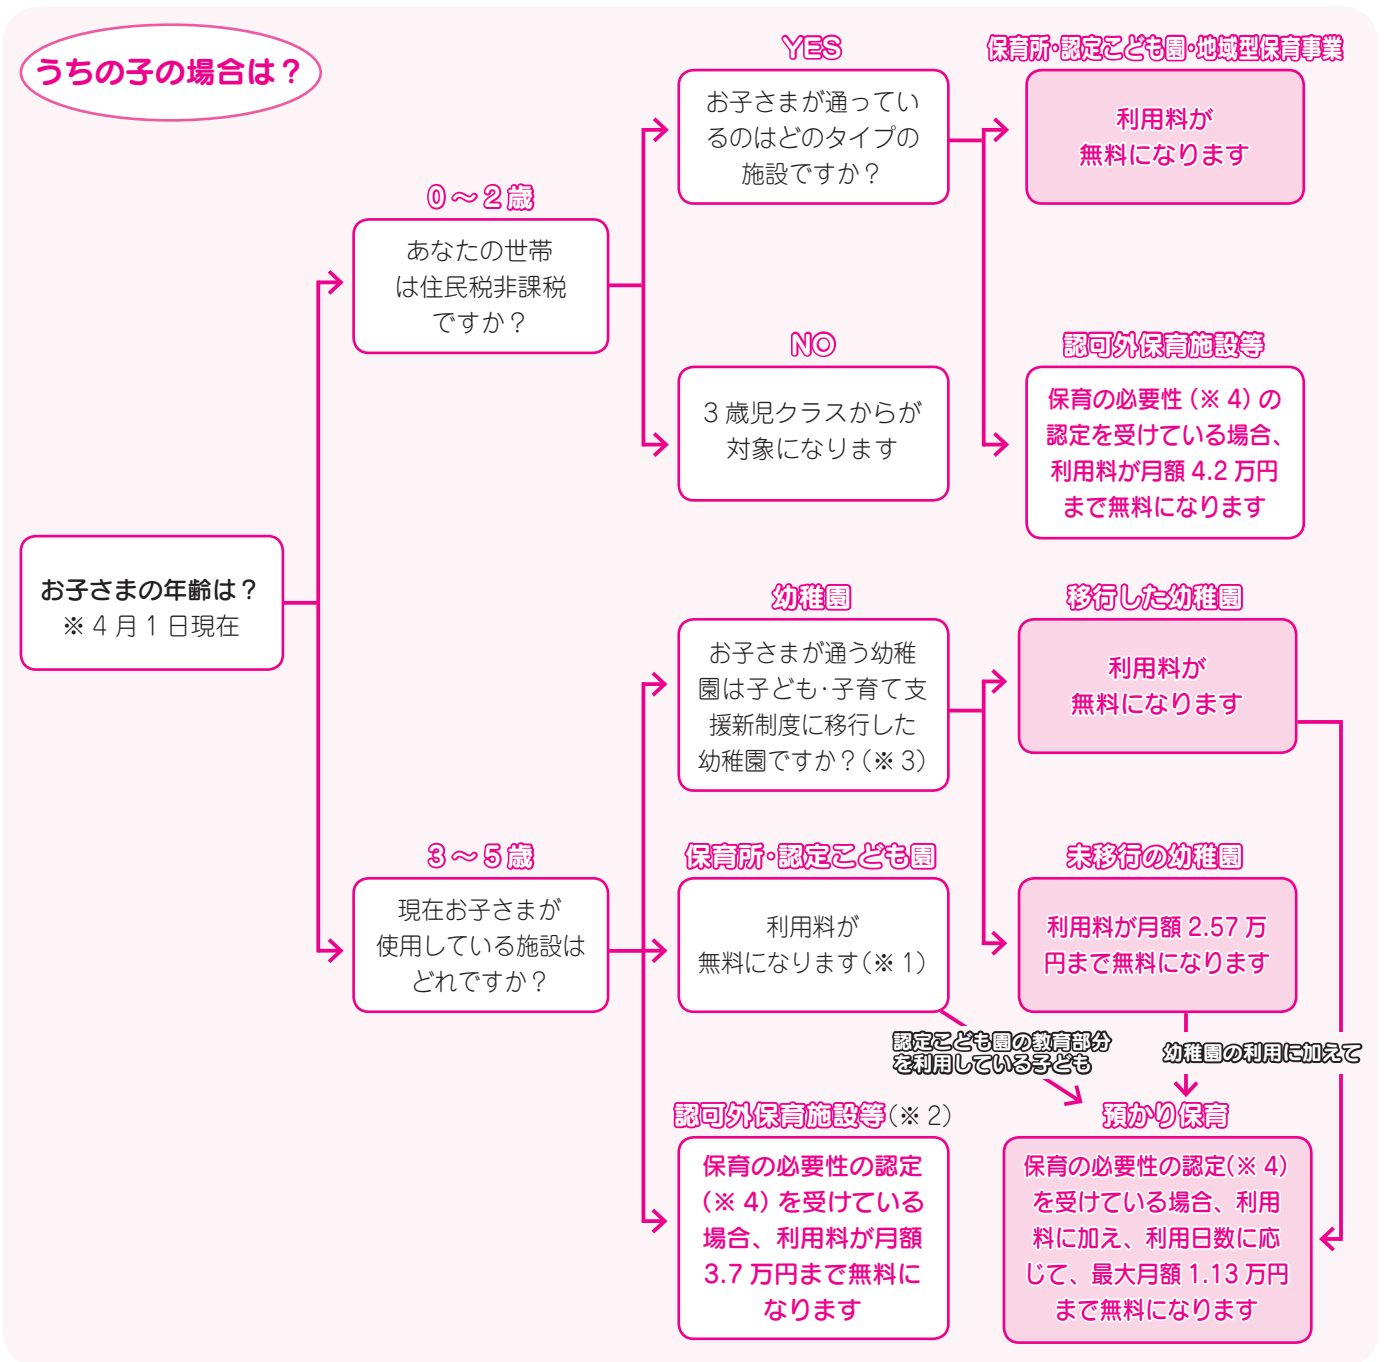 うちの子の場合は？
お子さまの年齢は？
※４月１日現在
０～２歳
あなたの世帯
は住民税非課税
ですか？
YES
お子さまが通ってい
るのはどのタイプの
施設ですか？
保育所・認定こども園・地域型保育事業
利用料が
無料になります
認可外保育施設等
保育の必要性（※４）の
認定を受けている場合、
利用料が月額 4.2 万円
まで無料になります
NO
３歳児クラスからが
対象になります
３～５歳
現在お子さまが
使用している施設は
どれですか？
幼稚園
お子さまが通う幼稚
園は子ども・子育て支
援新制度に移行した
幼稚園ですか？（※３）
移行した幼稚園
利用料が
無料になります
未移行の幼稚園
利用料が月額 2.57 万
円まで無料になります
保育所・認定こども園
利用料が
無料になります（※１）
認定こども園の教育部分
を利用している子ども
幼稚園の利用に加えて
認可外保育施設等（※２）
保育の必要性の認定
（※４）を受けている
場合、利用料が月額
3.7 万円まで無料に
なります
預かり保育
保育の必要性の認定（※４）
を受けている場合、利用
料に加え、利用日数に応
じて、最大月額 1.13 万円
まで無料になります